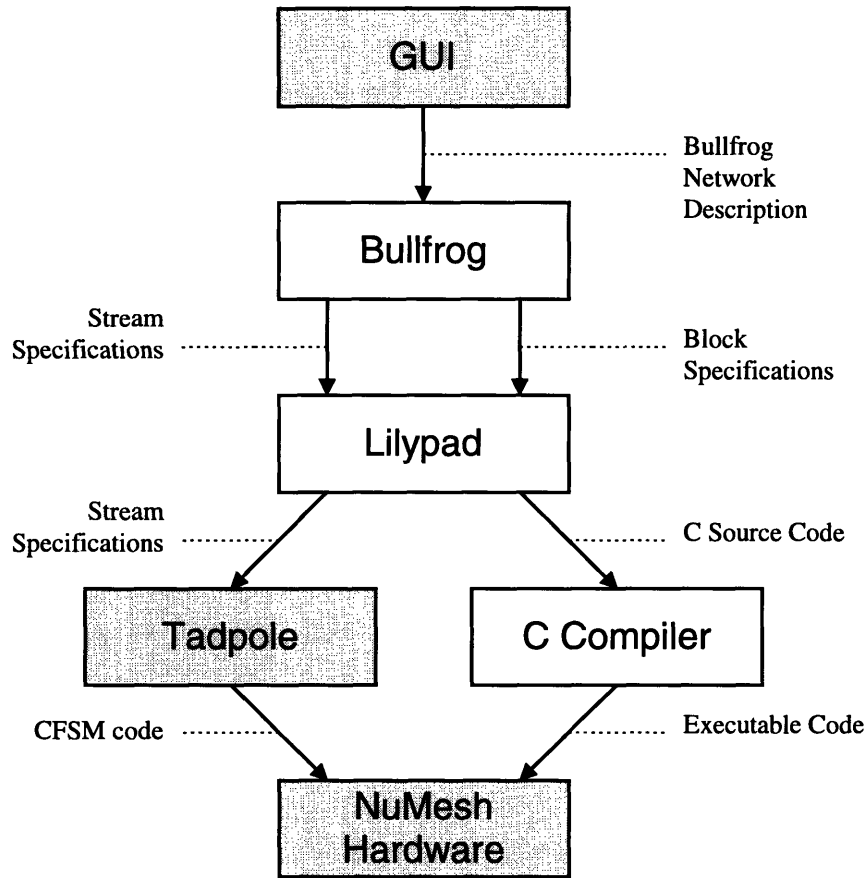 GUI
Bullfrog
Network
Description
Bullfrog
Stream
Specifications
Block
Specifications
Lilypad
Stream
Specifications
C Source Code
Tadpole
C Compiler
CFSM code
Executable Code
NuMesh
Hardware